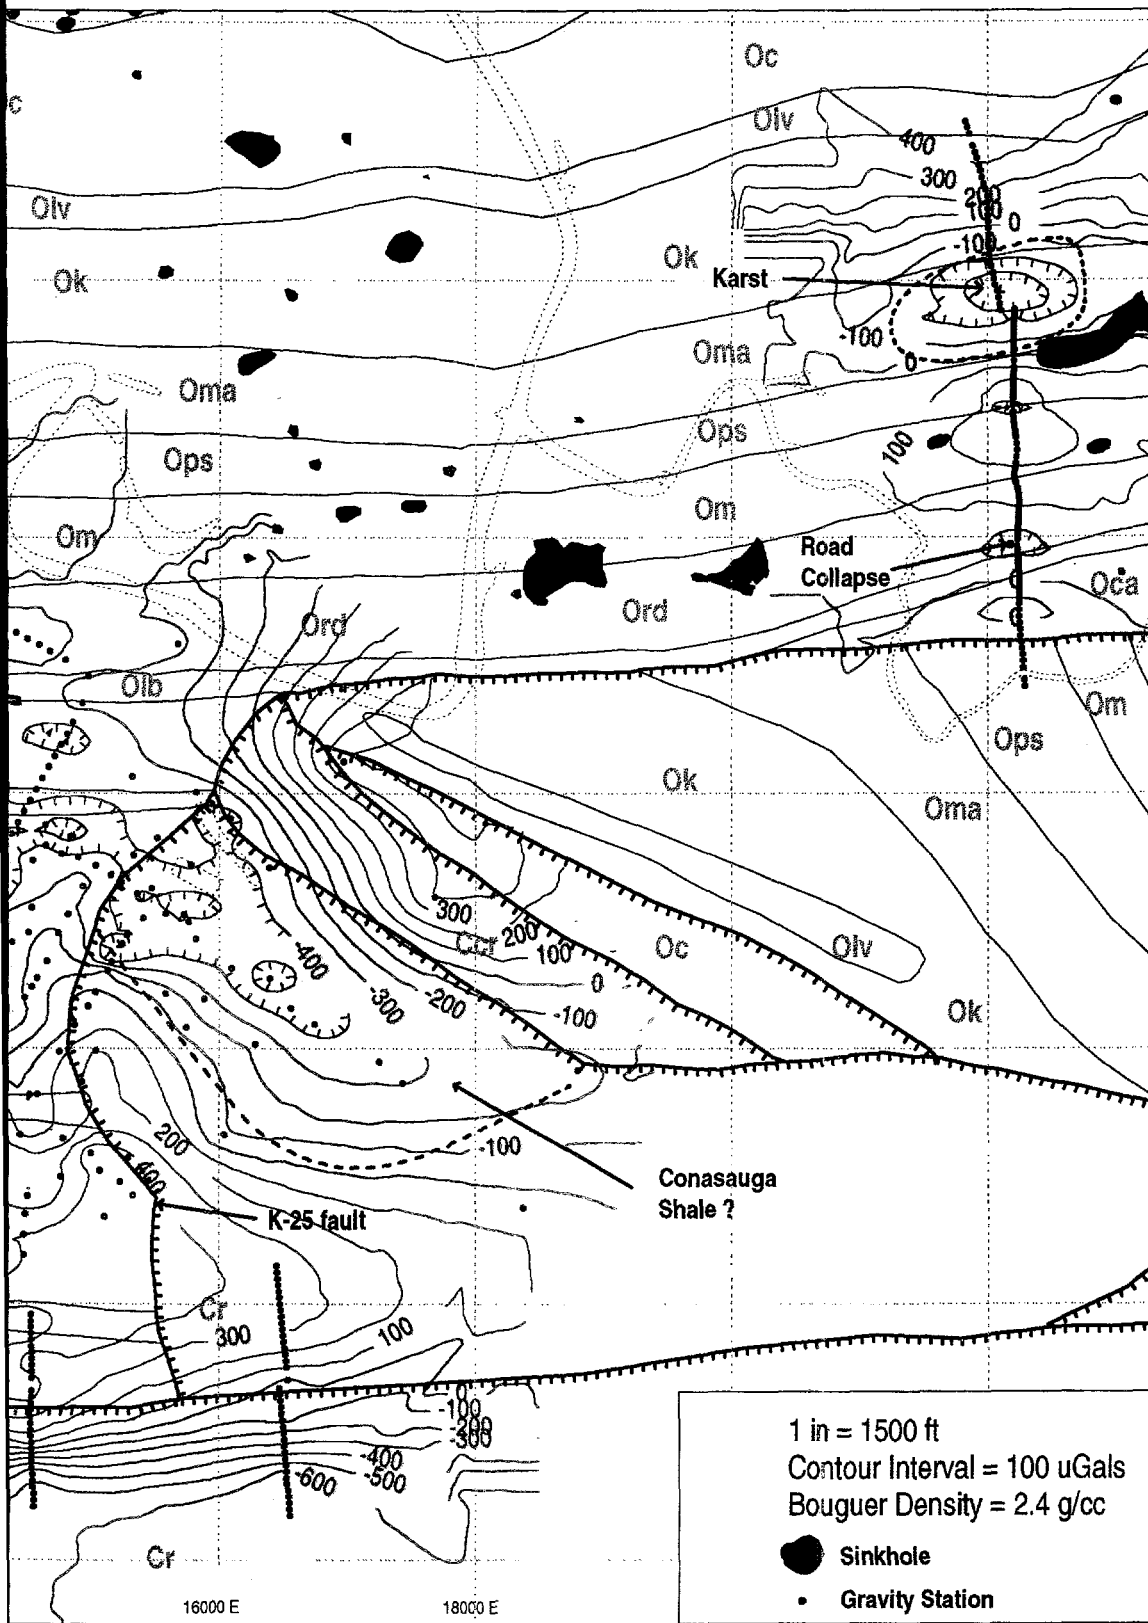 Oc
c
Olv
400
300
200
100
0
-100
Olv
Ok
Ok
Karst
-100
0
Oma
Oma
Ops
Ops
100
Om
Om
Road
Collapse
Oca
Ord
Ord
0
0
Olb
Om
Ops
Ok
Oma
300
200
100
0
-100
Ccr
Oc
Olv
Ok
-400
-300
-200
-100
200
400
Conasauga
Shale ?
K-25 fault
Cr
300
100
0
-100
-200
-300
-400
-500
-600
Cr
1 in = 1500 ft
Contour Interval = 100 uGals
Bouguer Density = 2.4 g/cc
Sinkhole
Gravity Station
16000 E
18000 E